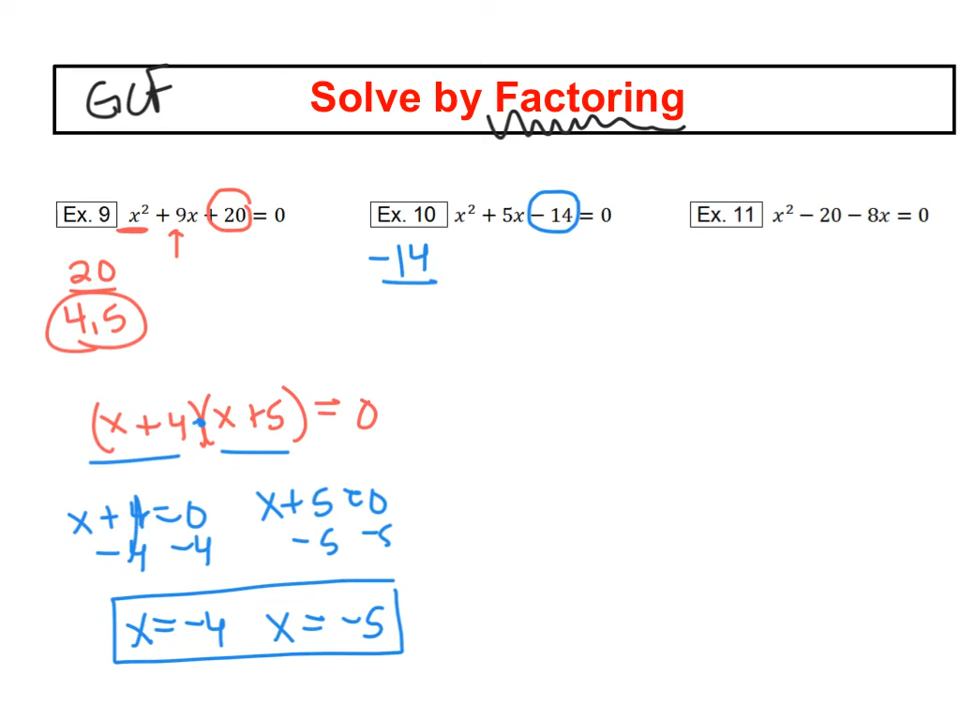 GCF Solve by Factoring
Ex. 9 x² + 9x + 20 = 0
20
4,5
(x+4)(x+5) = 0
x+4=0 x+5=0
-4 -4 -5 -5
x=-4 x=-5
Ex. 10 x² + 5x − 14 = 0
-14
Ex. 11 x² − 20 − 8x = 0